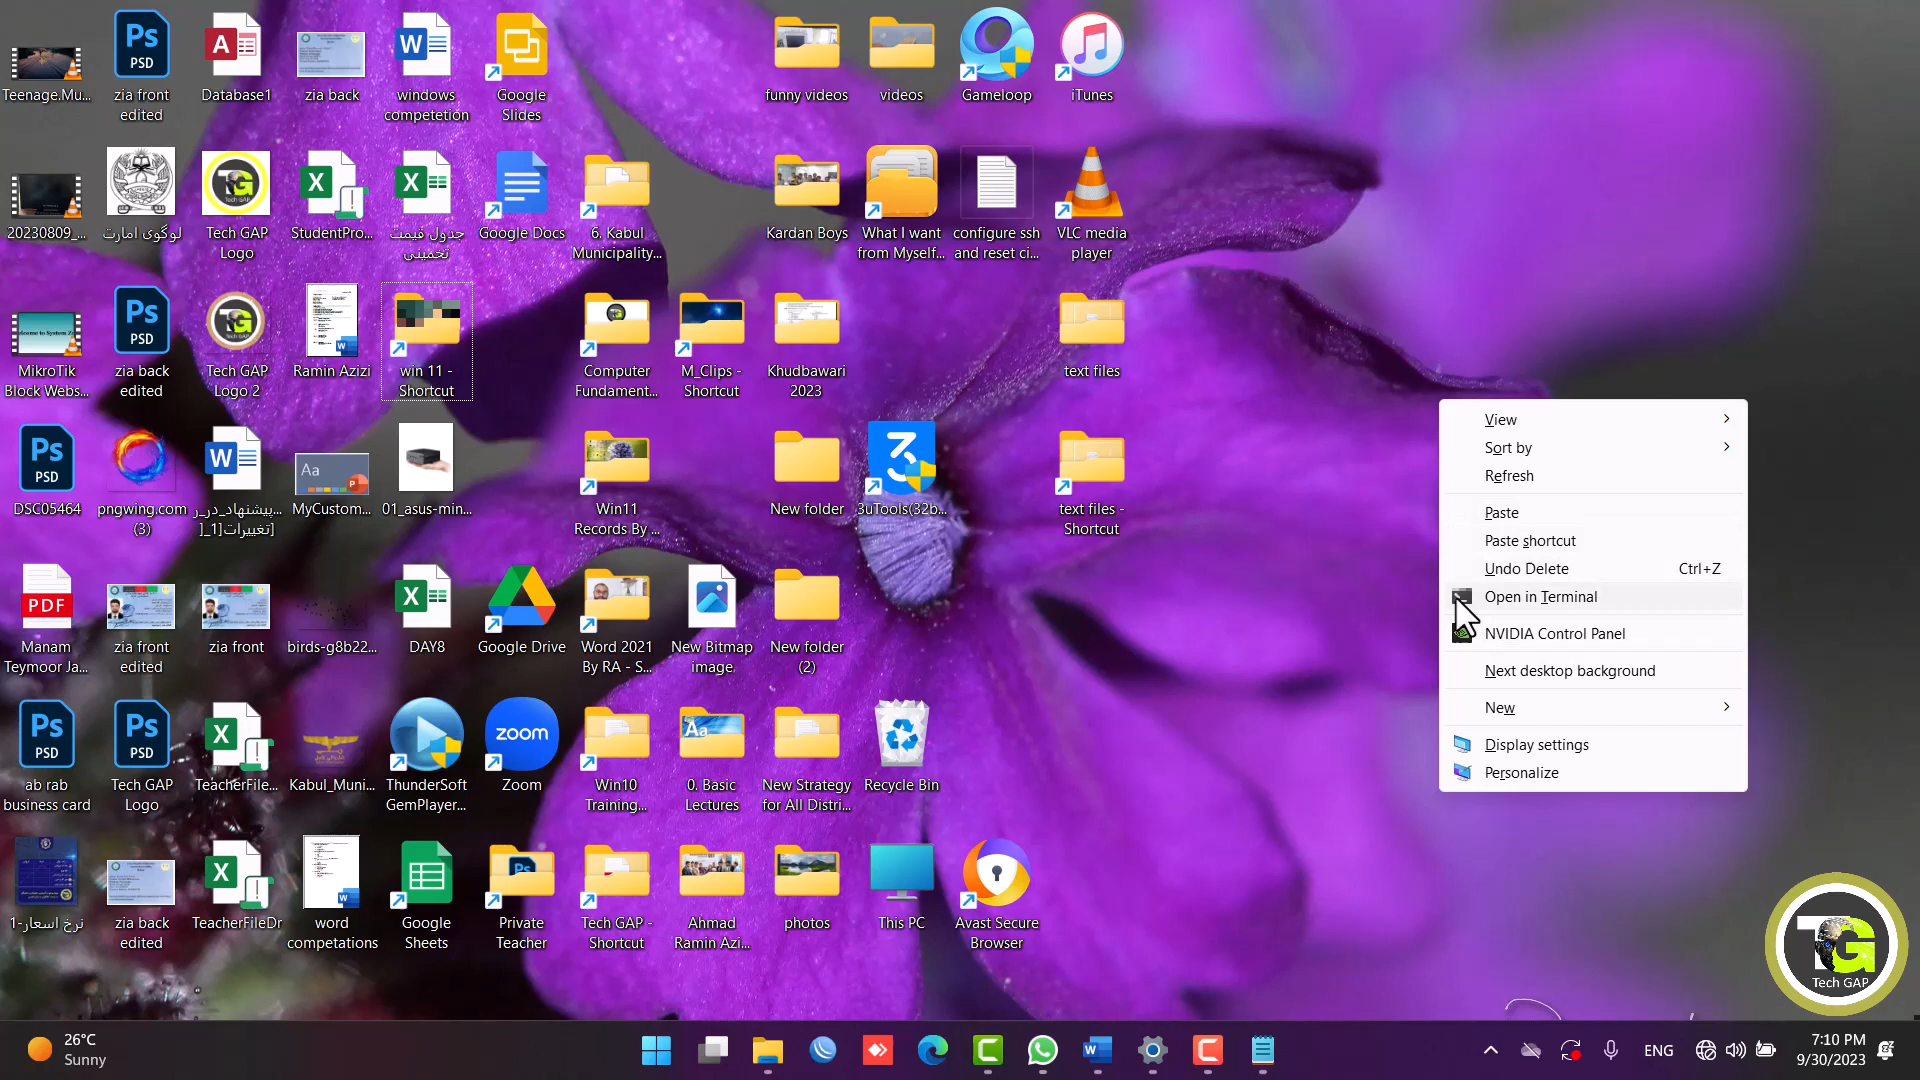 Teenage.Mu...
zia front
edited
Database1
zia back
windows
competetion
Google
Slides
funny videos
videos
Gameloop
iTunes
20230809_...
لوگوی امارت
Tech GAP
Logo
StudentPro...
جدول قیمت
تخمینی
Google Docs
6. Kabul
Municipality...
Kardan Boys
What I want
from Myself...
configure ssh
and reset ci...
VLC media
player
MikroTik
Block Webs...
zia back
edited
Tech GAP
Logo 2
Ramin Azizi
win 11 -
Shortcut
Computer
Fundament...
M_Clips -
Shortcut
Khudbawari
2023
text files
DSC05464
pngwing.com
(3)
پیشنهاد_در_ر...
[تغییرات[1_[
MyCustom...
01_asus-min...
Win11
Records By ...
New folder
3uTools(32b...
text files -
Shortcut
Manam
Teymoor Ja...
zia front
edited
zia front
birds-g8b22...
DAY8
Google Drive
Word 2021
By RA - S...
New Bitmap
image
New folder
(2)
ab rab
business card
Tech GAP
Logo
TeacherFile...
Kabul_Muni...
ThunderSoft
GemPlayer...
Zoom
Win10
Training...
0. Basic
Lectures
New Strategy
for All Distri...
Recycle Bin
نرخ اسعار-1
zia back
edited
TeacherFileDr
word
competations
Google
Sheets
Private
Teacher
Tech GAP -
Shortcut
Ahmad
Ramin Azi...
photos
This PC
Avast Secure
Browser
View
Sort by
Refresh
Paste
Paste shortcut
Undo Delete Ctrl+Z
Open in Terminal
NVIDIA Control Panel
Next desktop background
New
Display settings
Personalize
TG
Tech GAP
26°C
Sunny
ENG
7:10 PM
9/30/2023